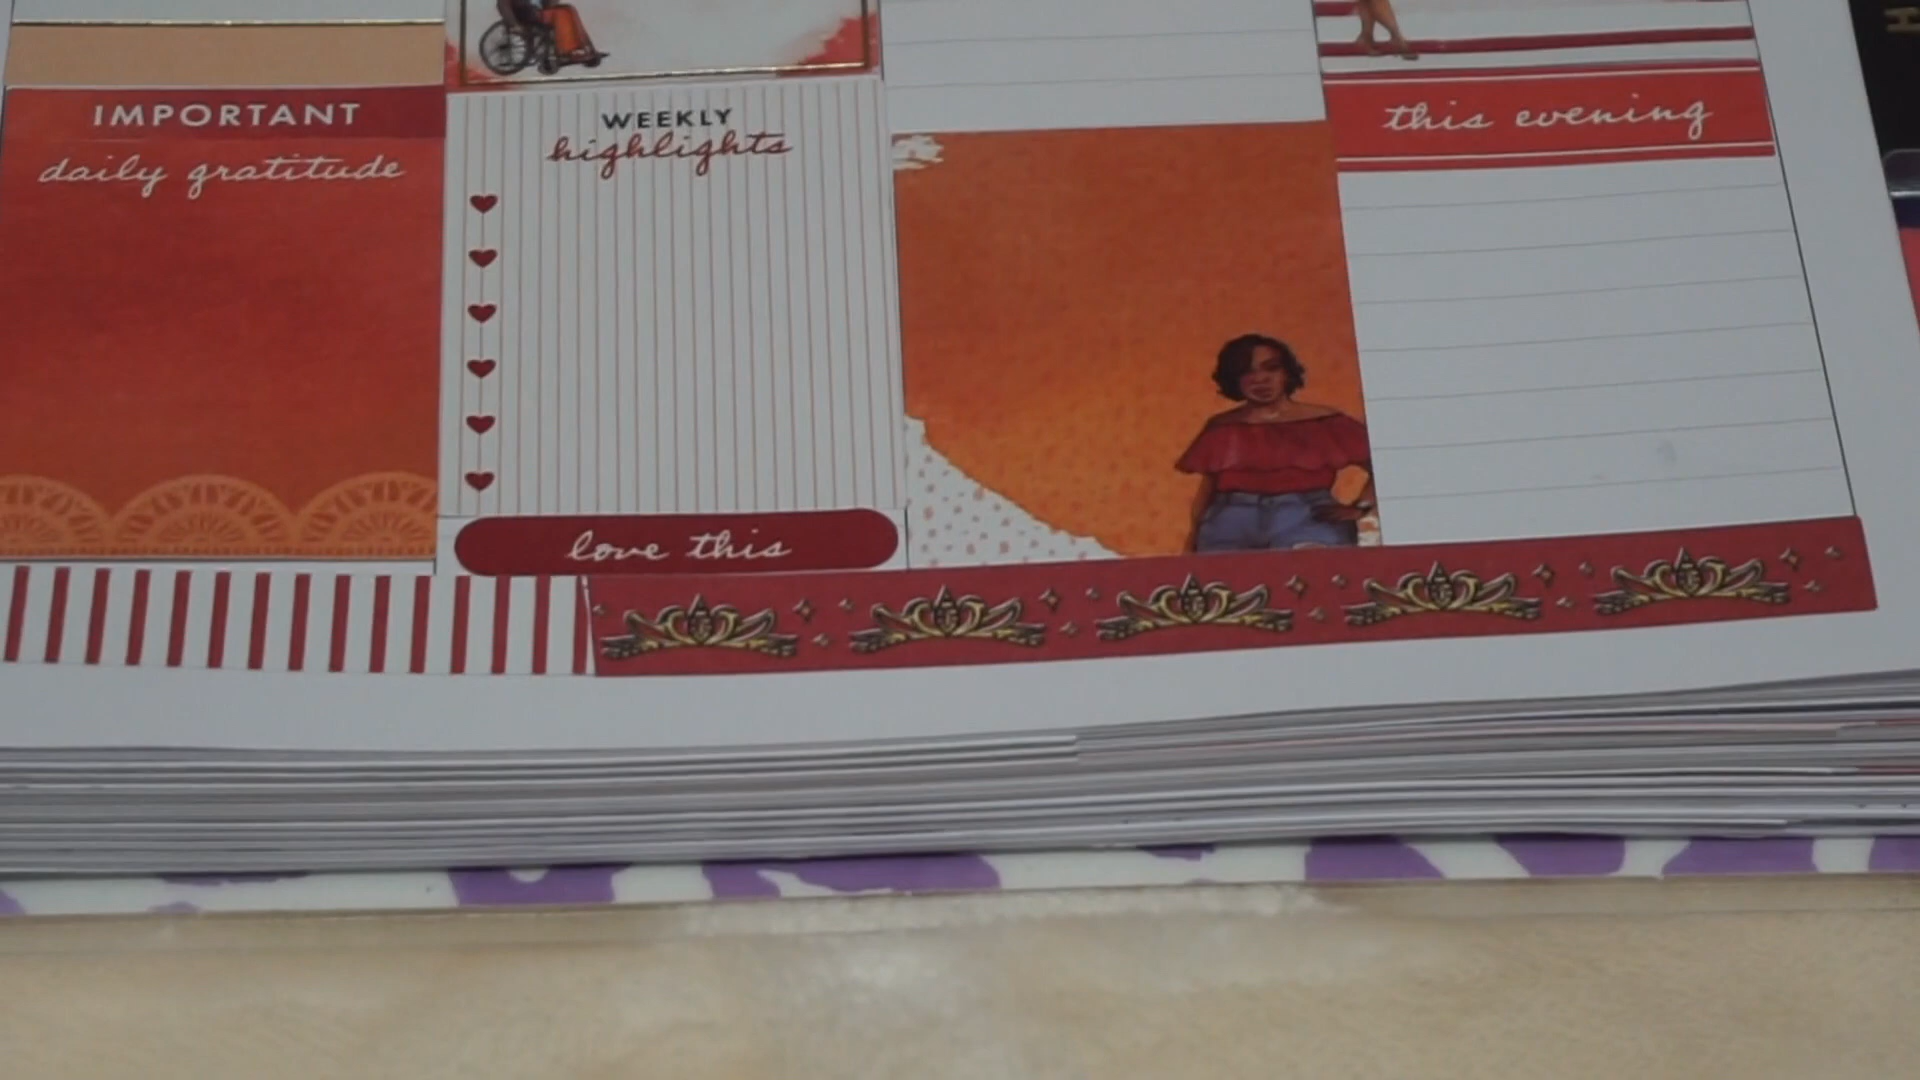 IMPORTANT
daily gratitude
WEEKLY
highlights
love this
this evening